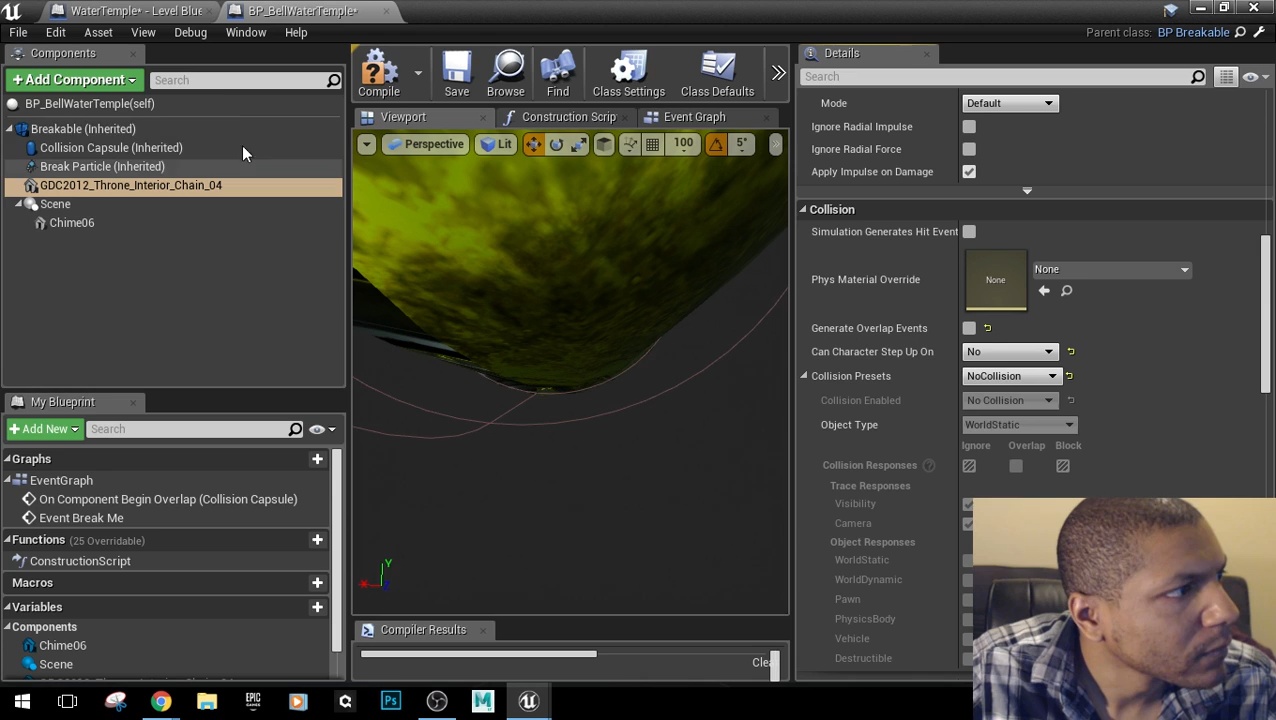 WaterTemple* - Level Blue
BP_BellWaterTemple*
File
Edit
Asset
View
Debug
Window
Help
Parent class:
BP Breakable
Components
+Add Component
Search
BP_BellWaterTemple(self)
Breakable (Inherited)
Collision Capsule (Inherited)
Break Particle (Inherited)
GDC2012_Throne_Interior_Chain_04
Scene
Chime06
My Blueprint
+Add New
Search
Graphs
EventGraph
On Component Begin Overlap (Collision Capsule)
Event Break Me
Functions (25 Overridable)
ConstructionScript
Macros
Variables
Components
Chime06
Scene
Compile
Save
Browse
Find
Class Settings
Class Defaults
Viewport
Construction Scrip
Event Graph
Perspective
Lit
100
5°
Y
Compiler Results
Clea
Details
Search
Mode
Default
Ignore Radial Impulse
Ignore Radial Force
Apply Impulse on Damage
Collision
Simulation Generates Hit Event
Phys Material Override
None
None
Generate Overlap Events
Can Character Step Up On
No
Collision Presets
NoCollision
Collision Enabled
No Collision
Object Type
WorldStatic
Ignore
Overlap
Block
Collision Responses
Trace Responses
Visibility
Camera
Object Responses
WorldStatic
WorldDynamic
Pawn
PhysicsBody
Vehicle
Destructible
EPIC
GAMES
Ps
M